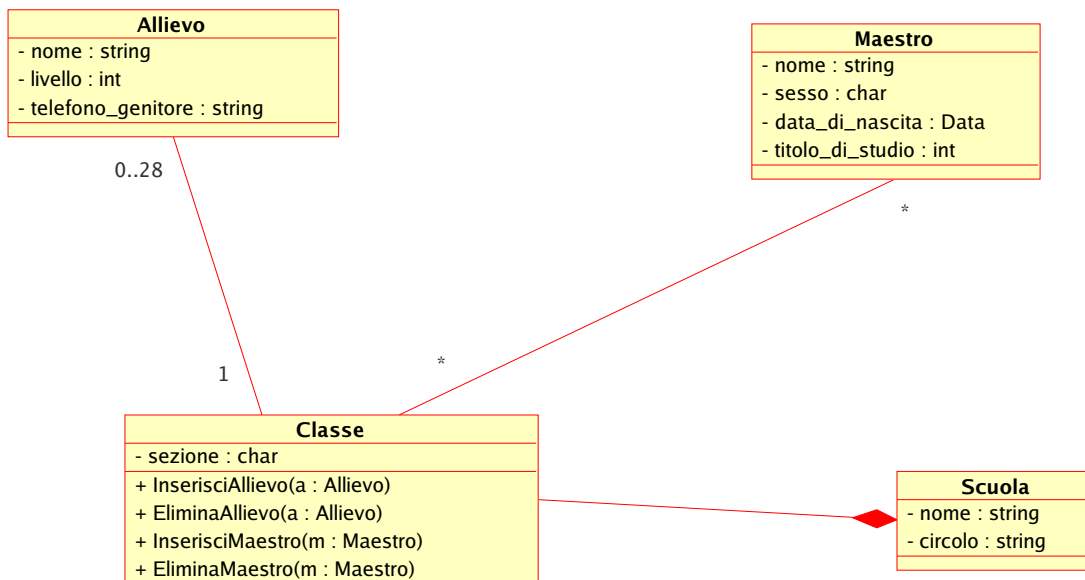 Allievo
- nome : string
- livello : int
- telefono_genitore : string
Maestro
- nome : string
- sesso : char
- data_di_nascita : Data
- titolo_di_studio : int
0..28
*
*
1
Classe
- sezione : char
+ InserisciAllievo(a : Allievo)
+ EliminaAllievo(a : Allievo)
+ InserisciMaestro(m : Maestro)
+ EliminaMaestro(m : Maestro)
Scuola
- nome : string
- circolo : string